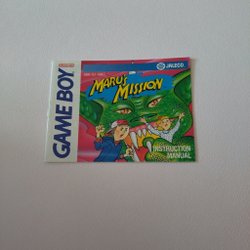 GAME BOY
JALECO
MARU'S
MISSION
INSTRUCTION
MANUAL